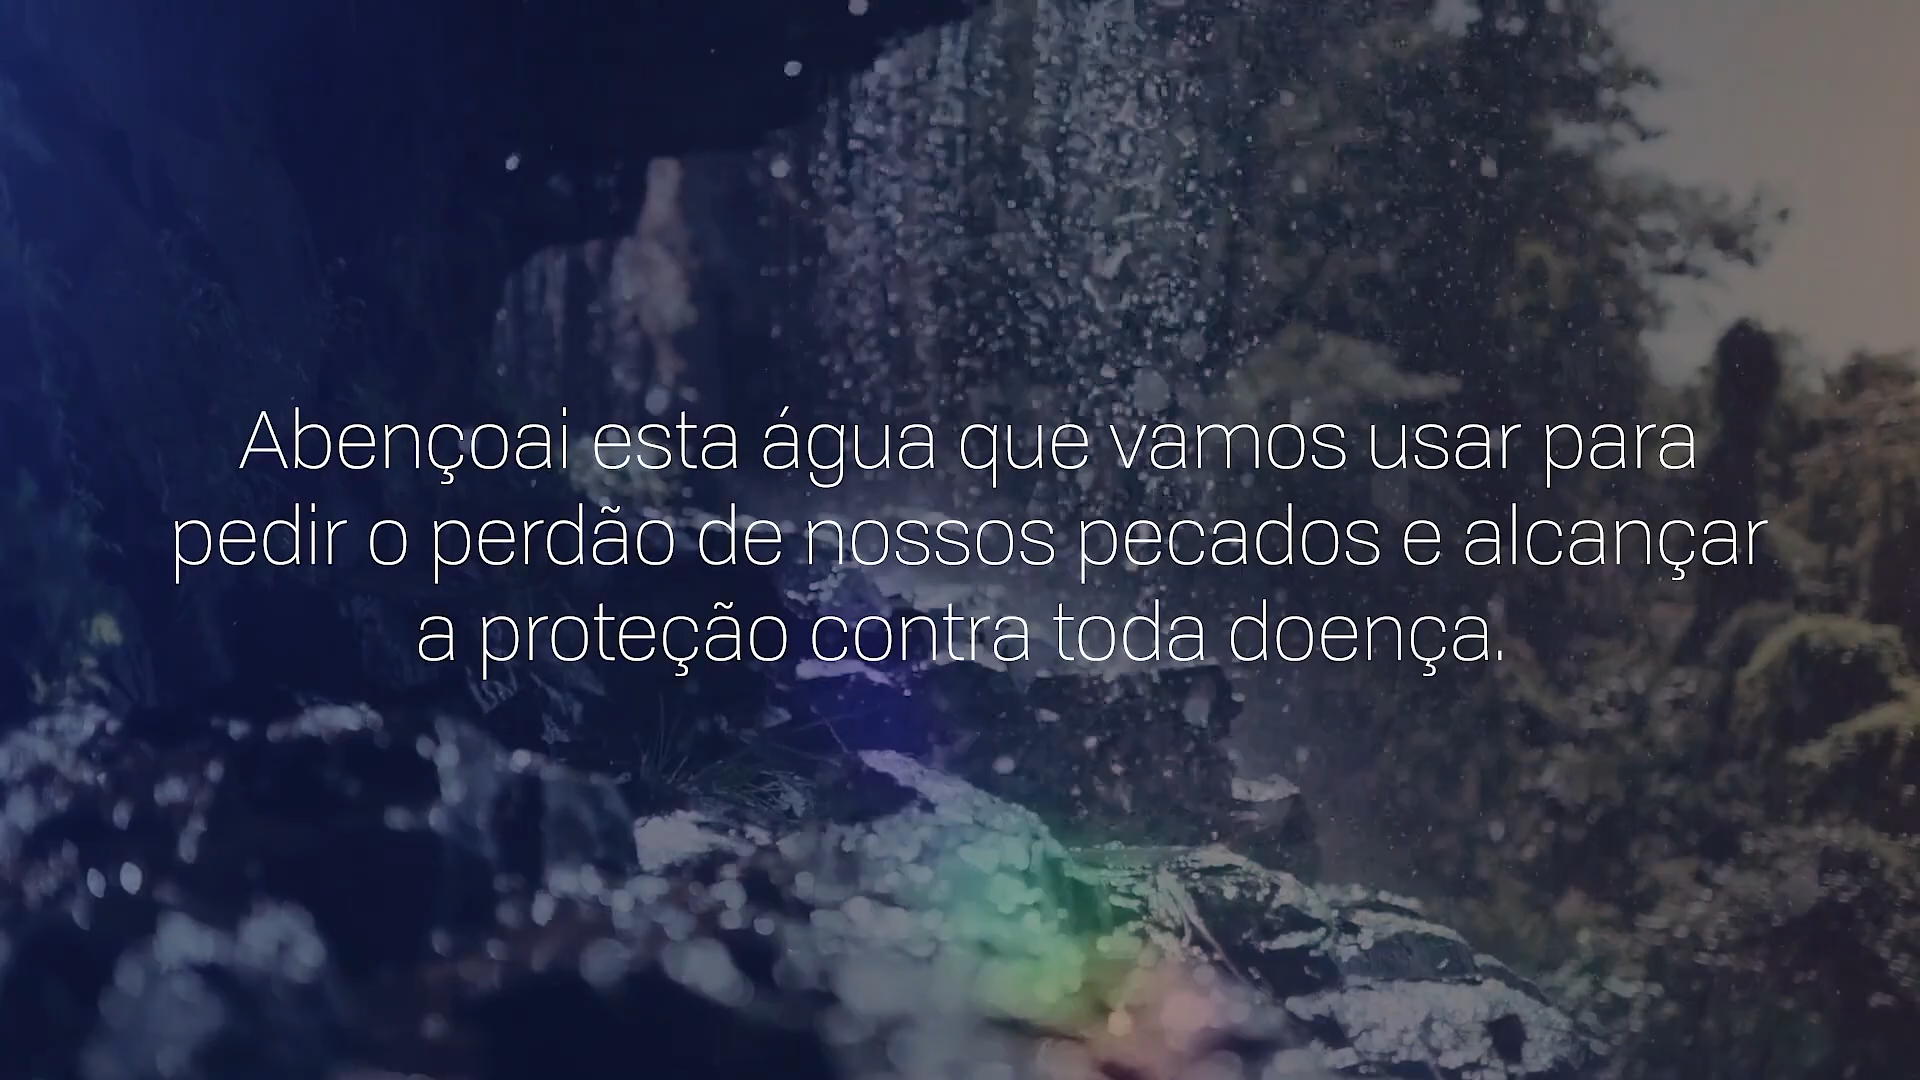 Abençoai esta água que vamos usar para
pedir o perdão de nossos pecados e alcançar
a proteção contra toda doença.